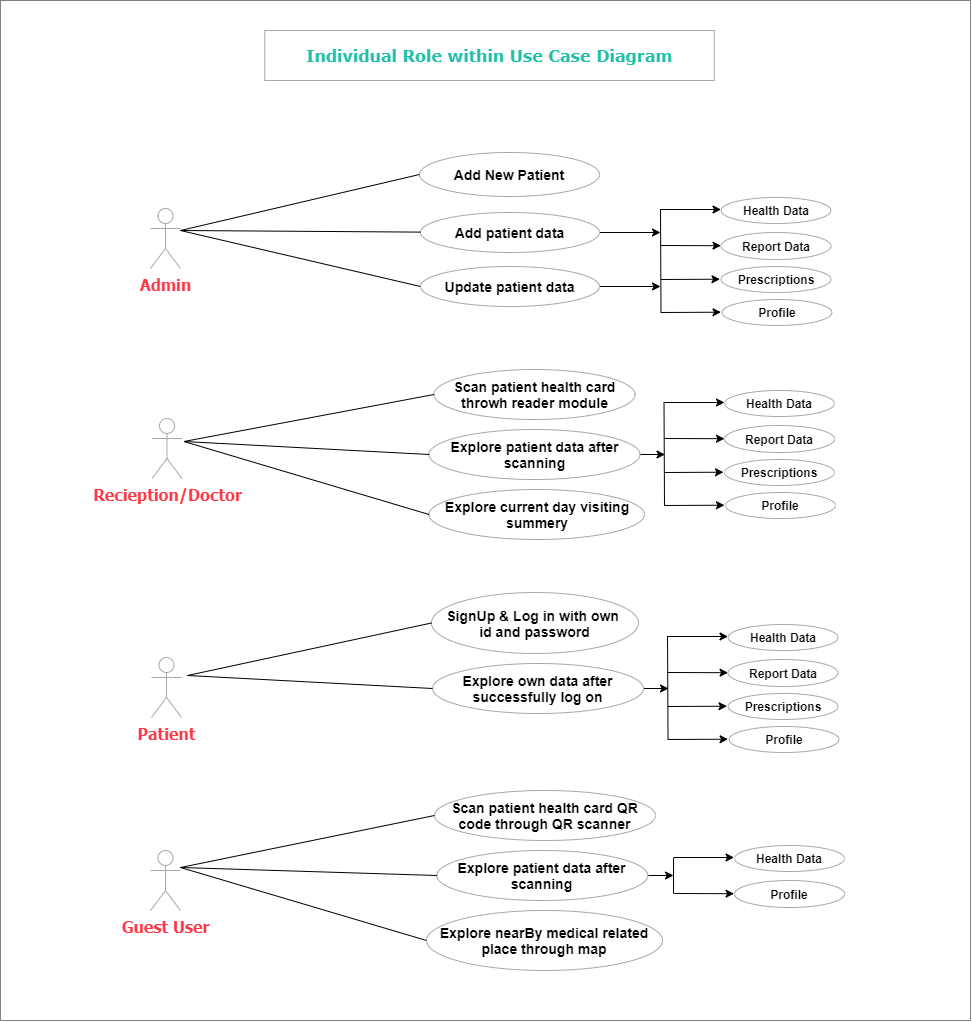 Individual Role within Use Case Diagram
Add New Patient
Add patient data
Update patient data
Health Data
Report Data
Prescriptions
Profile
Admin
Scan patient health card
throwh reader module
Explore patient data after
scanning
Explore current day visiting
summery
Health Data
Report Data
Prescriptions
Profile
Recieption/Doctor
SignUp & Log in with own
id and password
Explore own data after
successfully log on
Health Data
Report Data
Prescriptions
Profile
Patient
Scan patient health card QR
code through QR scanner
Explore patient data after
scanning
Explore nearBy medical related
place through map
Health Data
Profile
Guest User